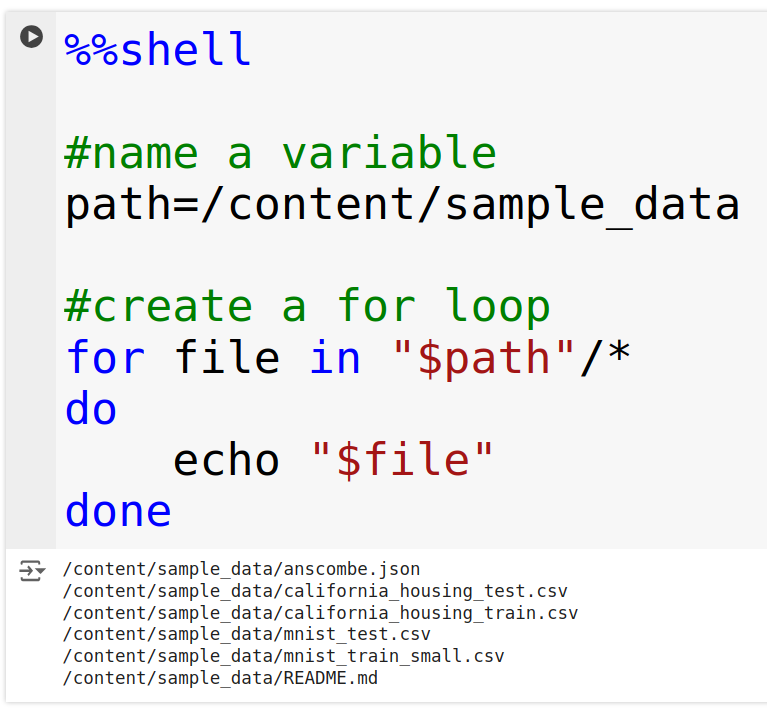 %%shell
#name a variable
path=/content/sample_data
#create a for loop
for file in "$path"/*
do
    echo "$file"
done
/content/sample_data/anscombe.json
/content/sample_data/california_housing_test.csv
/content/sample_data/california_housing_train.csv
/content/sample_data/mnist_test.csv
/content/sample_data/mnist_train_small.csv
/content/sample_data/README.md